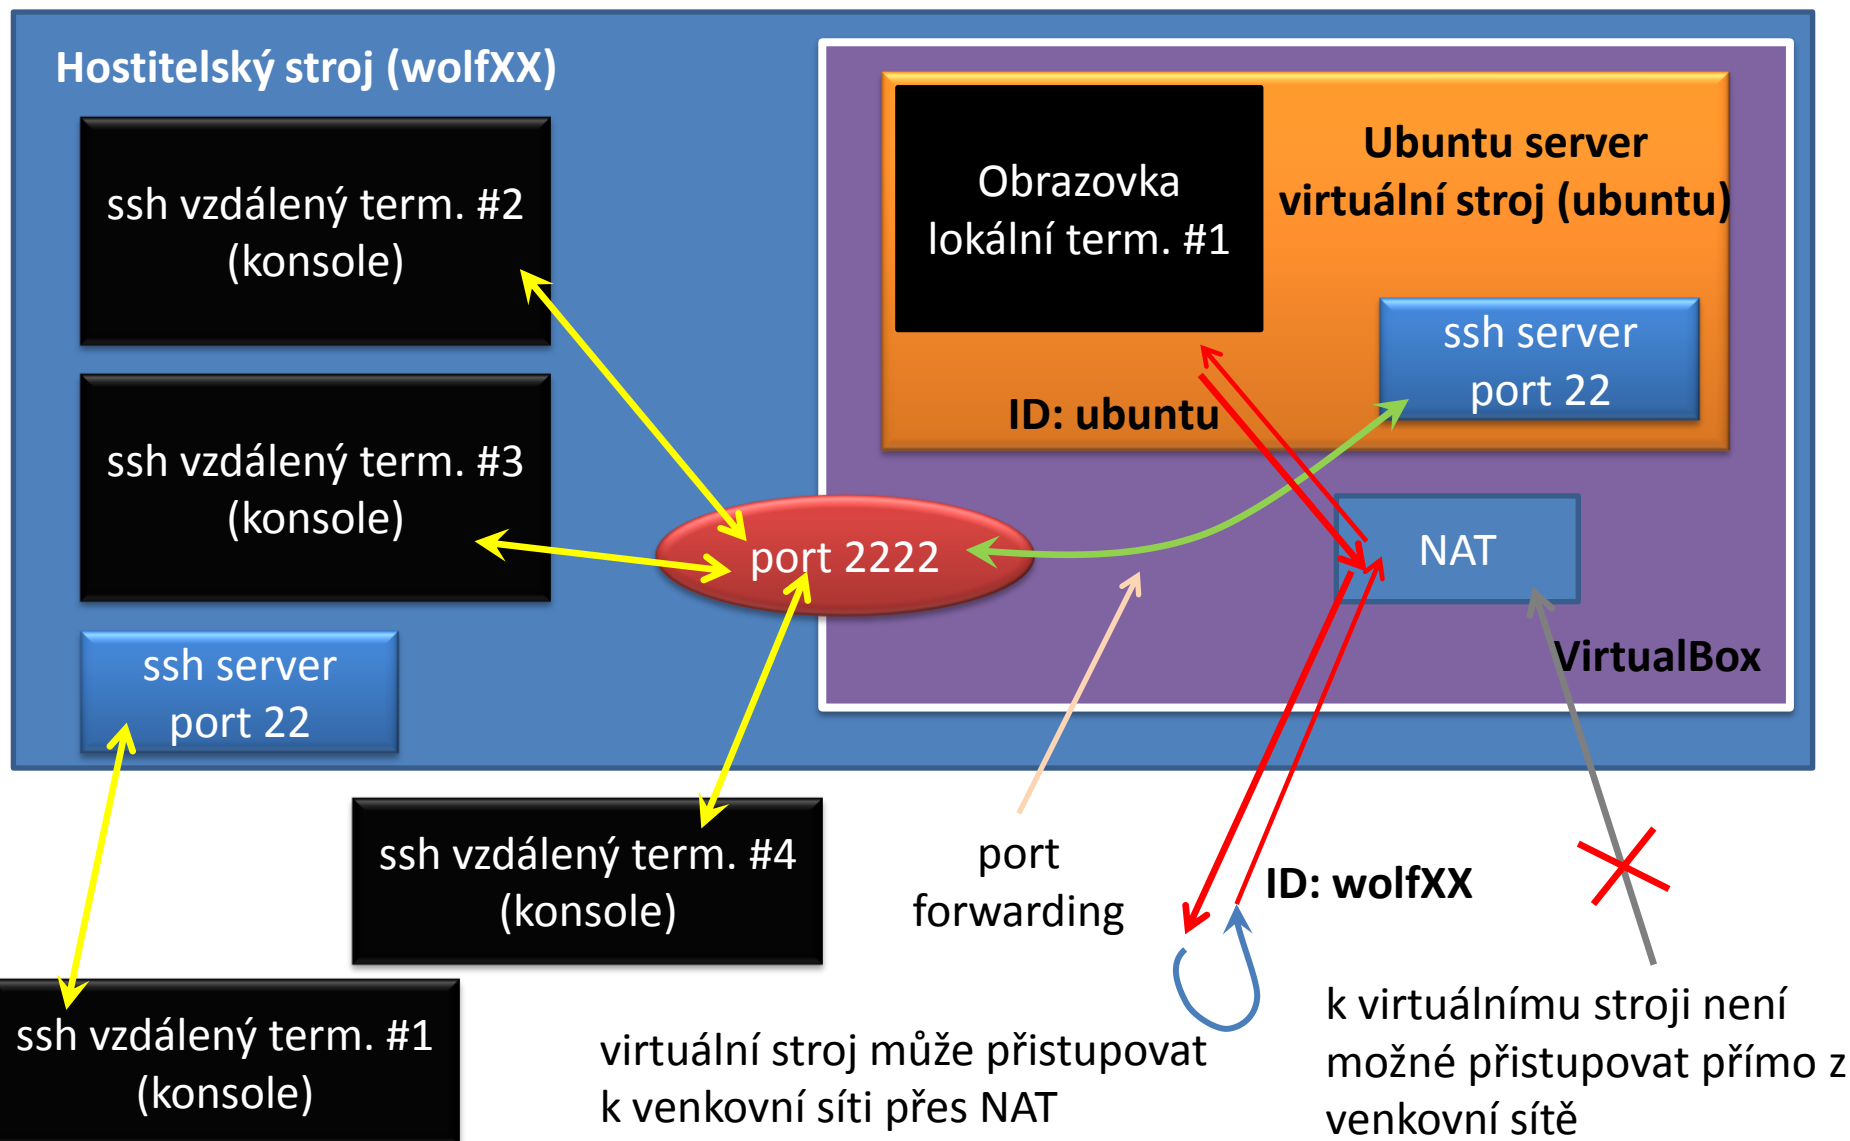 Hostitelský stroj (wolfXX)
ssh vzdálený term. #2
(konsole)
ssh vzdálený term. #3
(konsole)
ssh server
port 22
Obrazovka
lokální term. #1
Ubuntu server
virtuální stroj (ubuntu)
ssh server
port 22
ID: ubuntu
port 2222
NAT
VirtualBox
ssh vzdálený term. #4
(konsole)
port
forwarding
ID: wolfXX
ssh vzdálený term. #1
(konsole)
virtuální stroj může přistupovat
k venkovní síti přes NAT
k virtuálnímu stroji není
možné přistupovat přímo z
venkovní sítě